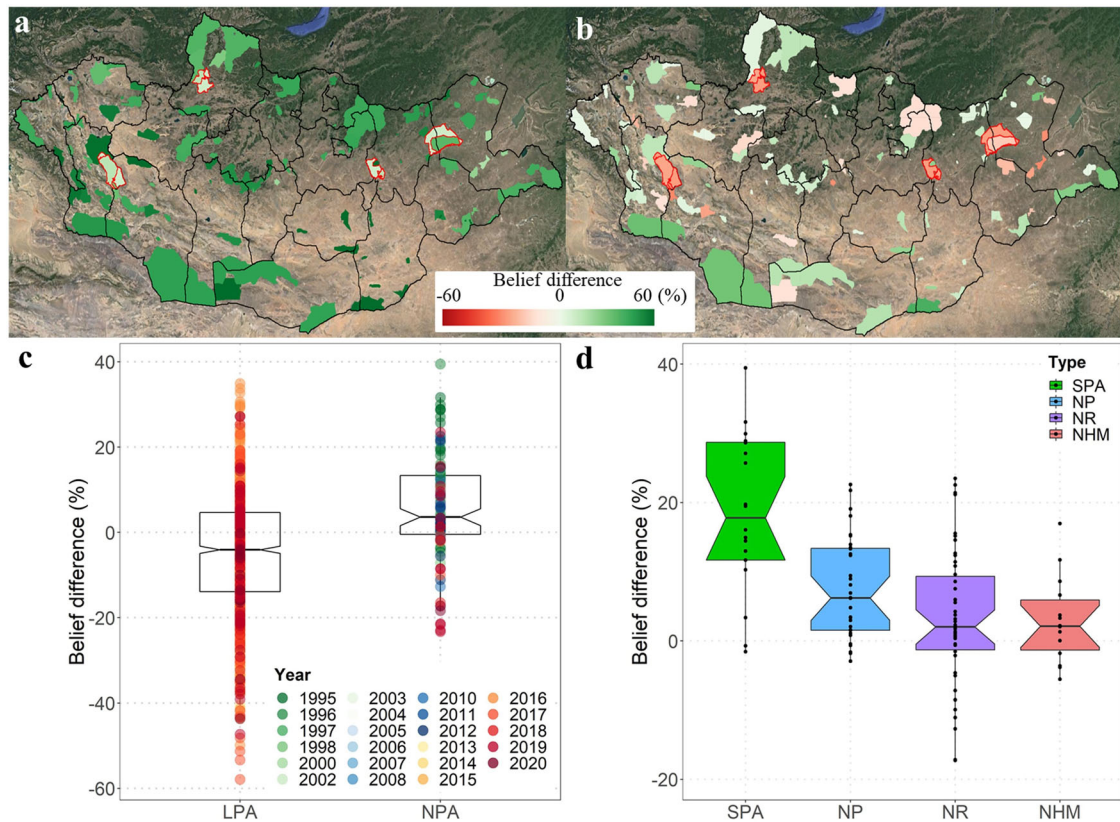 a
b
Belief difference
-60 0 60 (%)
c
d
40
20
0
-20
-40
-60
Belief difference (%)
LPA
NPA
Year
1995 2003 2010 2016
1996 2004 2011 2017
1997 2005 2012 2018
1998 2006 2013 2019
2000 2007 2014 2020
2002 2008 2015
40
20
0
-20
Belief difference (%)
SPA
NP
NR
NHM
Type
SPA
NP
NR
NHM